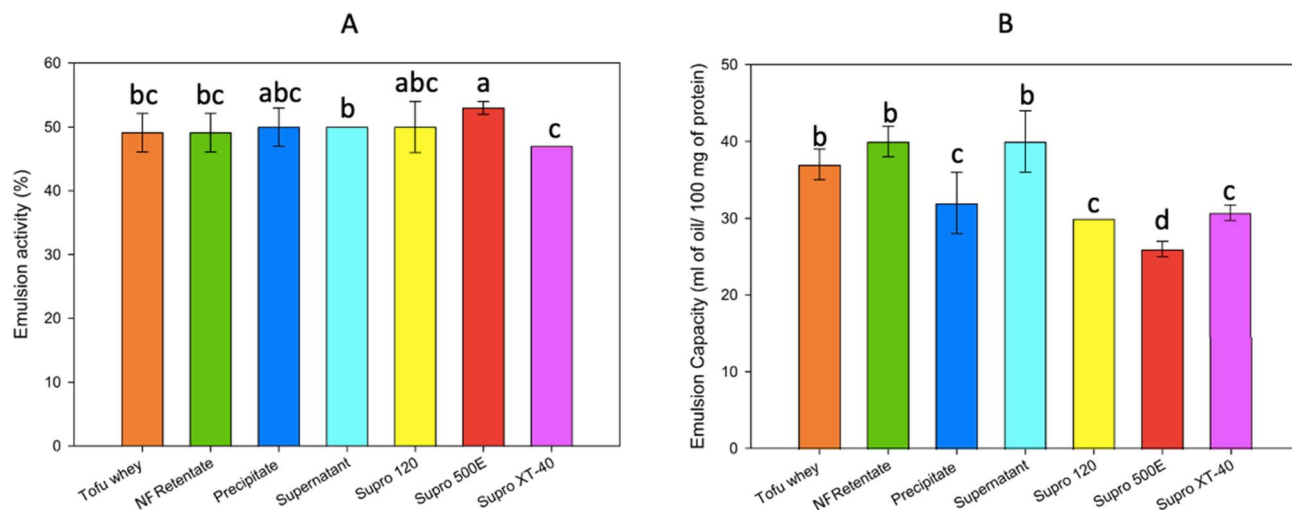 A
Emulsion activity (%)
60
50
40
30
20
10
0
bc
bc
abc
b
abc
a
c
Tofu whey
NF Retentate
Precipitate
Supernatant
Supro 120
Supro 500E
Supro XT-40
B
Emulsion Capacity (ml of oil/ 100 mg of protein)
50
40
30
20
10
0
b
b
c
b
c
d
c
Tofu whey
NF Retentate
Precipitate
Supernatant
Supro 120
Supro 500E
Supro XT-40